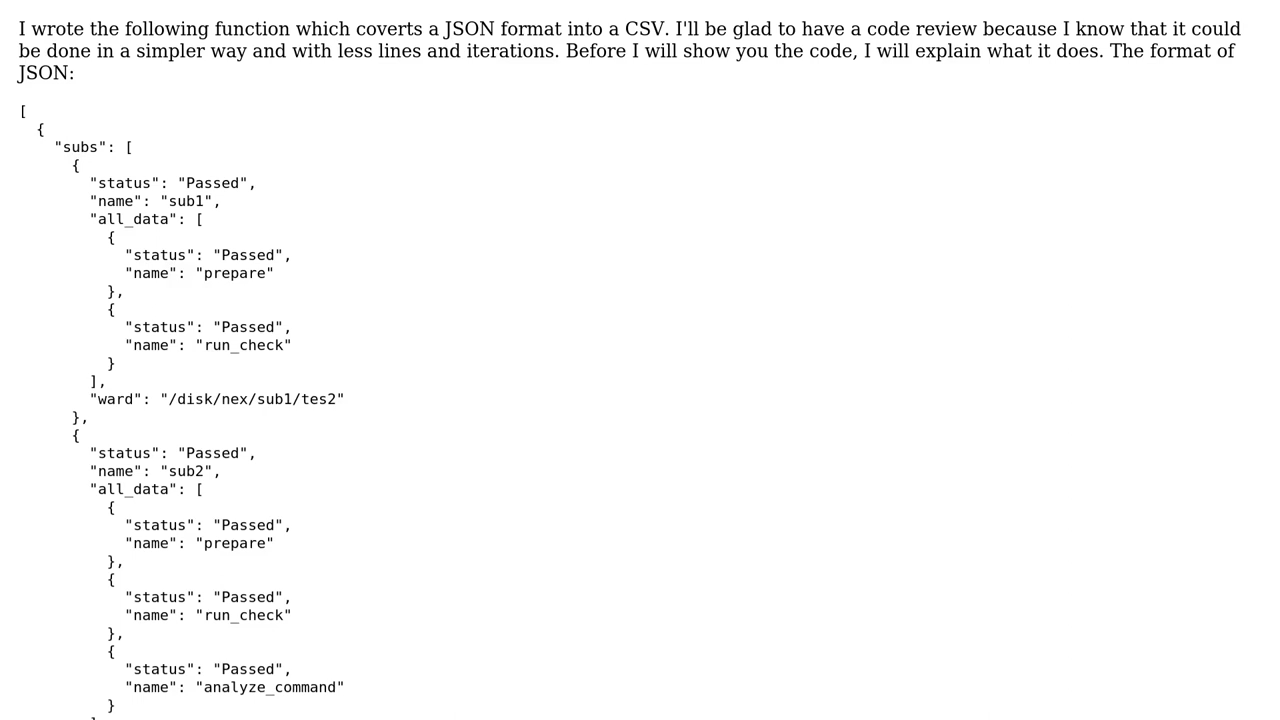 I wrote the following function which coverts a JSON format into a CSV. I'll be glad to have a code review because I know that it could
be done in a simpler way and with less lines and iterations. Before I will show you the code, I will explain what it does. The format of
JSON:
[
  {
    "subs": [
      {
        "status": "Passed",
        "name": "sub1",
        "all_data": [
          {
            "status": "Passed",
            "name": "prepare"
          },
          {
            "status": "Passed",
            "name": "run_check"
          }
        ],
        "ward": "/disk/nex/sub1/tes2"
      },
      {
        "status": "Passed",
        "name": "sub2",
        "all_data": [
          {
            "status": "Passed",
            "name": "prepare"
          },
          {
            "status": "Passed",
            "name": "run_check"
          },
          {
            "status": "Passed",
            "name": "analyze_command"
          }